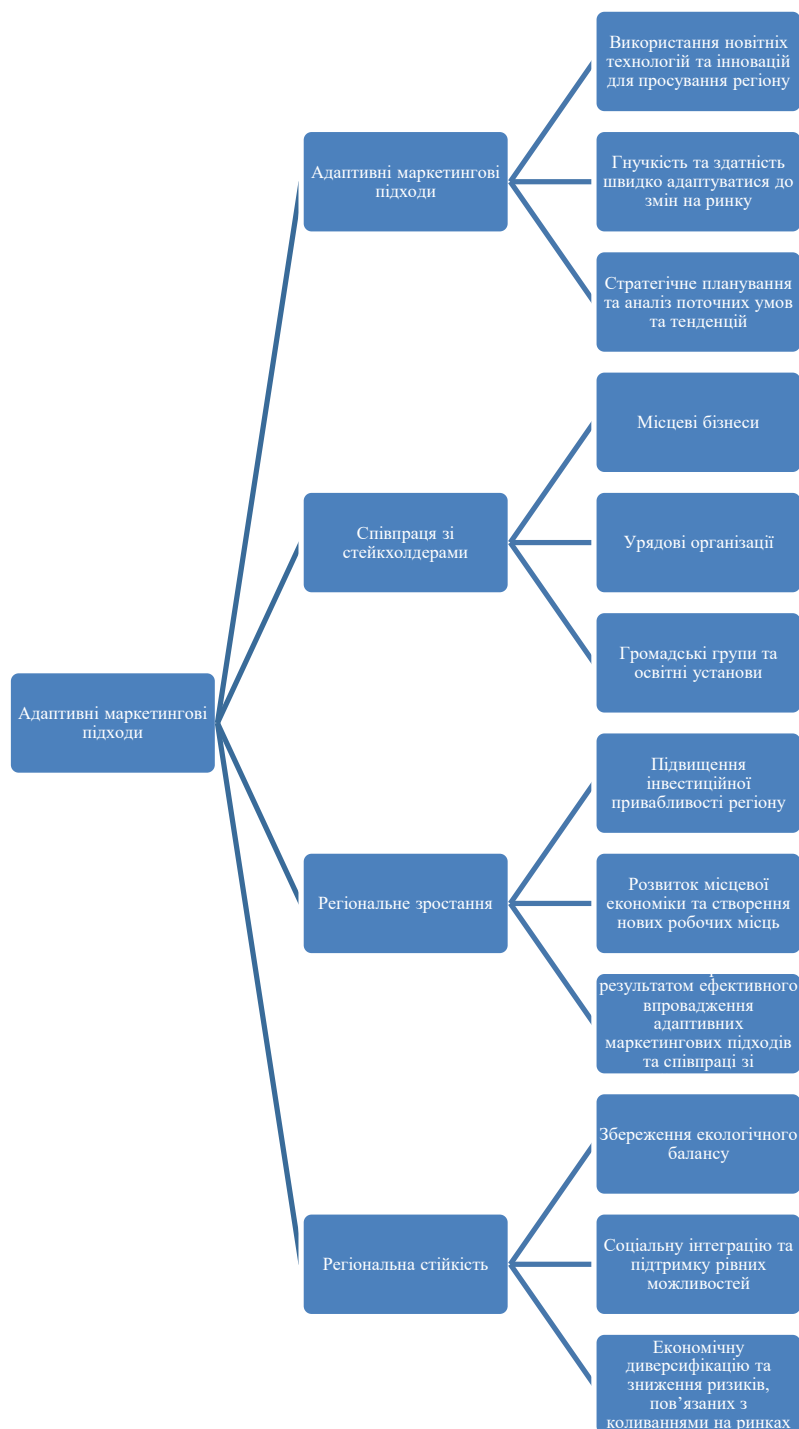 Адаптивні маркетингові
підходи
Адаптивні маркетингові
підходи
Використання новітніх
технологій та інновацій
для просування регіону
Гнучкість та здатність
швидко адаптуватися до
змін на ринку
Стратегічне планування
та аналіз поточних умов
та тенденцій
Співпраця зі
стейкхолдерами
Місцеві бізнеси
Урядові організації
Громадські групи та
освітні установи
Регіональне зростання
Підвищення
інвестиційної
привабливості регіону
Розвиток місцевої
економіки та створення
нових робочих місць
результатом ефективного
впровадження
адаптивних
маркетингових підходів
та співпраці зі
Регіональна стійкість
Збереження екологічного
балансу
Соціальну інтеграцію та
підтримку рівних
можливостей
Економічну
диверсифікацію та
зниження ризиків,
пов’язаних з
коливаннями на ринках